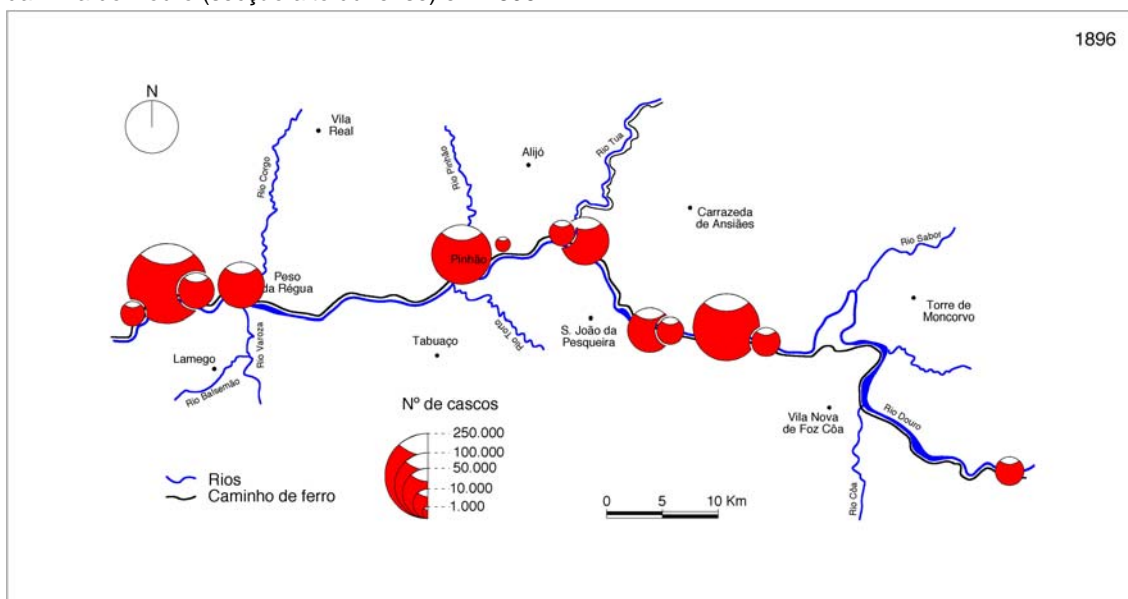 1896
N
Vila
Real
Rio Corgo
Rio Pinhão
Alijó
Rio Tua
Carrazeda
de Ansiães
Rio Sabor
Pinhão
Peso
da Régua
Torre de
Moncorvo
S. João da
Pesqueira
Rio Torto
Tabuaço
Rio Varoza
Lamego
Rio Balsemão
Vila Nova
de Foz Côa
Rio Douro
Rio Côa
Nº de cascos
250.000
100.000
50.000
10.000
1.000
Rios
Caminho de ferro
0 5 10 Km